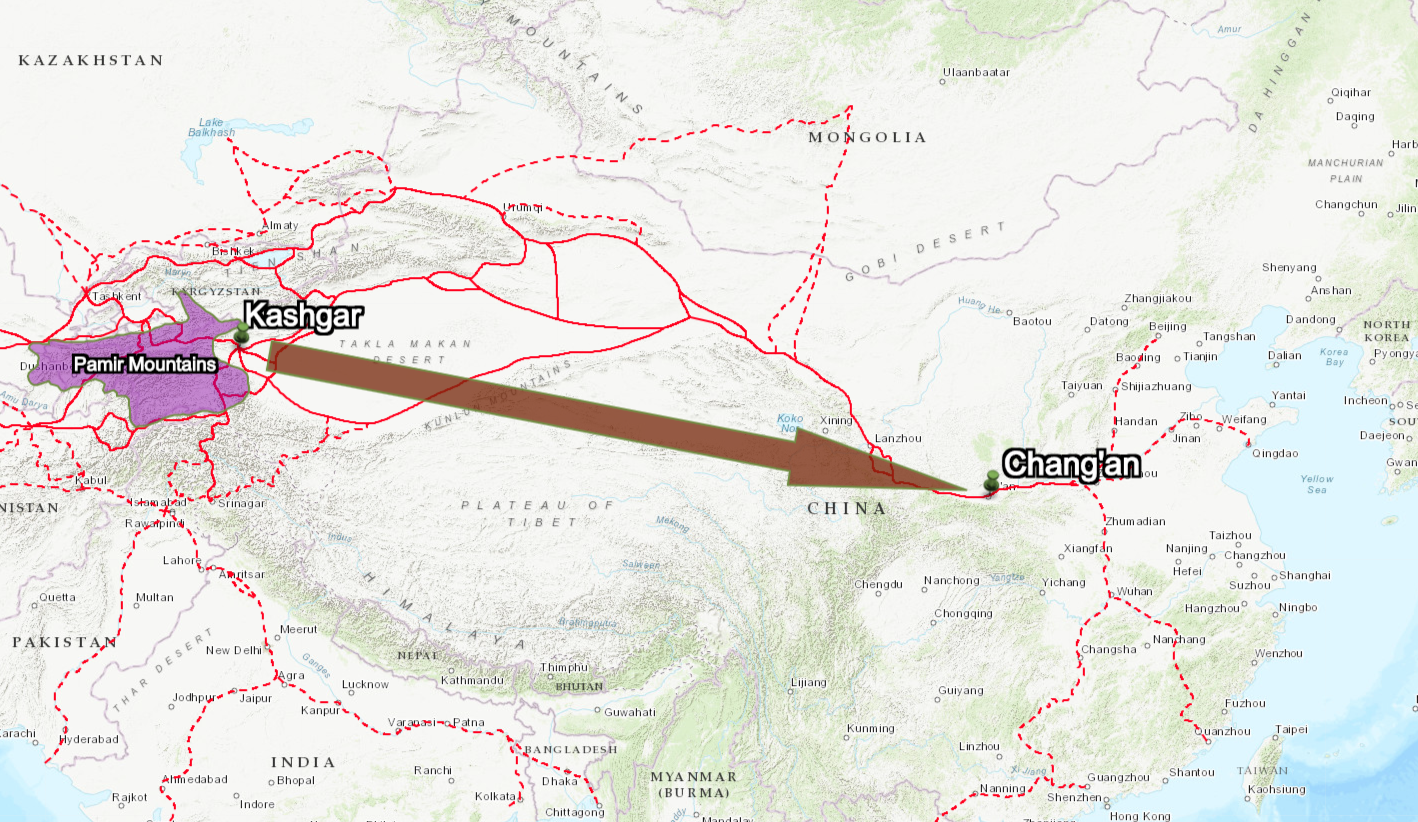 KAZAKHSTAN
MOUNTAINS
Ulaanbaatar
Amur
DA HINGGAN
Qiqihar
Daqing
Harb
Lake
Balkhash
MONGOLIA
MANCHURIAN
PLAIN
Changchun
Jilin
Urumqi
Almaty
Bishkek
TIEN SHAN
Naryn
GOBI DESERT
Shenyang
Anshan
Tashkent
KYRGYZSTAN
Kashgar
Huang He
Baotou
Zhangjiakou
Datong
Beijing
Tangshan
Dandong
NORTH
KOREA
TAKLA MAKAN
DESERT
Pamir Mountains
Dushanb
Baoding
Tianjin
Dalian
Korea
Bay
Pyongya
Amu Darya
KUNLUN MOUNTAINS
Taiyuan
Shijiazhuang
Yantai
Incheon
Se
Koko
Nor
Xining
Lanzhou
Handan
Zibo
Weifang
Jinan
SOU
Daejeon
Qingdao
Chang'an
'an
ou
Gwan
Kabul
Yellow
Sea
NISTAN
Islamabad
Srinagar
Rawalpindi
PLATEAU OF
TIBET
CHINA
Mekong
Zhumadian
Indus
Salween
Xiangfan
Nanjing
Taizhou
Changzhou
Hefei
Lahore
Amritsar
HIMALAYA
Chengdu
Nanchong
Yangtze
Yichang
Wuhan
Suzhou
Shanghai
Quetta
Multan
Chongqing
Hangzhou
Ningbo
Brahmaputra
PAKISTAN
THAR DESERT
Meerut
New Delhi
Ganges
NEPAL
Kathmandu
Thimphu
BHUTAN
Changsha
Nanchang
Wenzhou
Agra
Lucknow
Jodhpur
Jaipur
Kanpur
Lijiang
Guiyang
Guwahati
Fuzhou
Varanasi
Patna
Kunming
Quanzhou
Taipei
Karachi
Hyderabad
BANGLADESH
Linzhou
INDIA
Ahmedabad
Bhopal
Ranchi
Dhaka
MYANMAR
(BURMA)
Xi Jiang
Guangzhou
Shantou
TAIWAN
Rajkot
Indore
Kolkata
Chittagong
Nanning
Shenzhen
Kaohsiung
Mandalay
Hong Kong